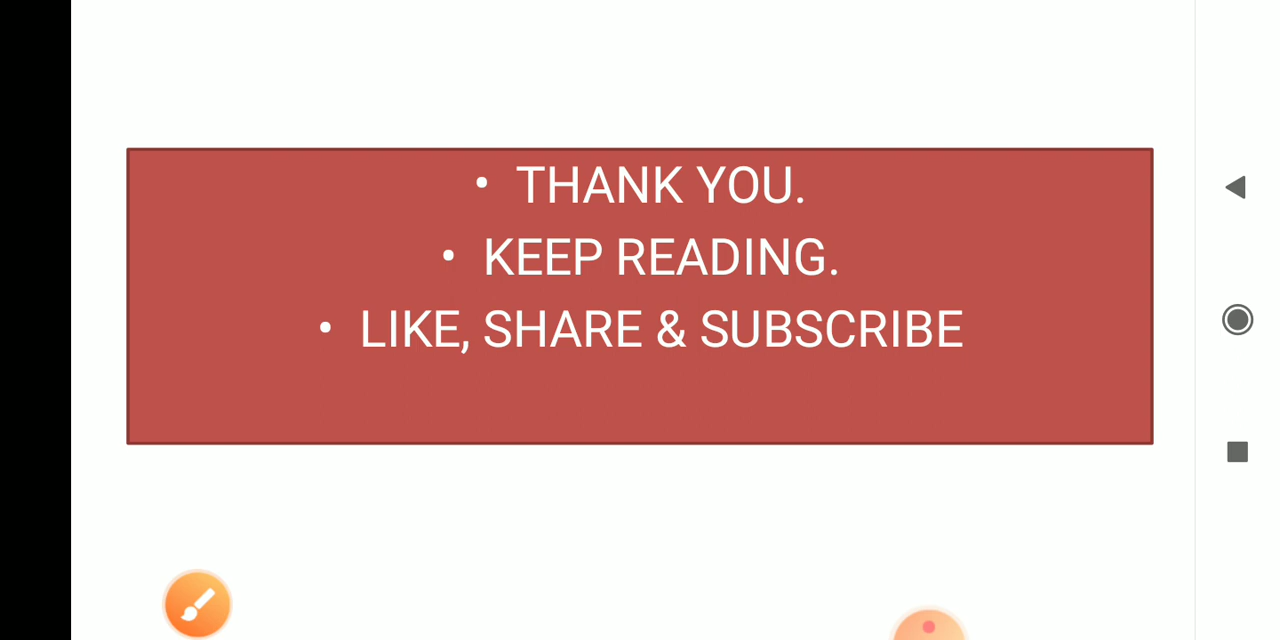 • THANK YOU.
• KEEP READING.
• LIKE, SHARE & SUBSCRIBE